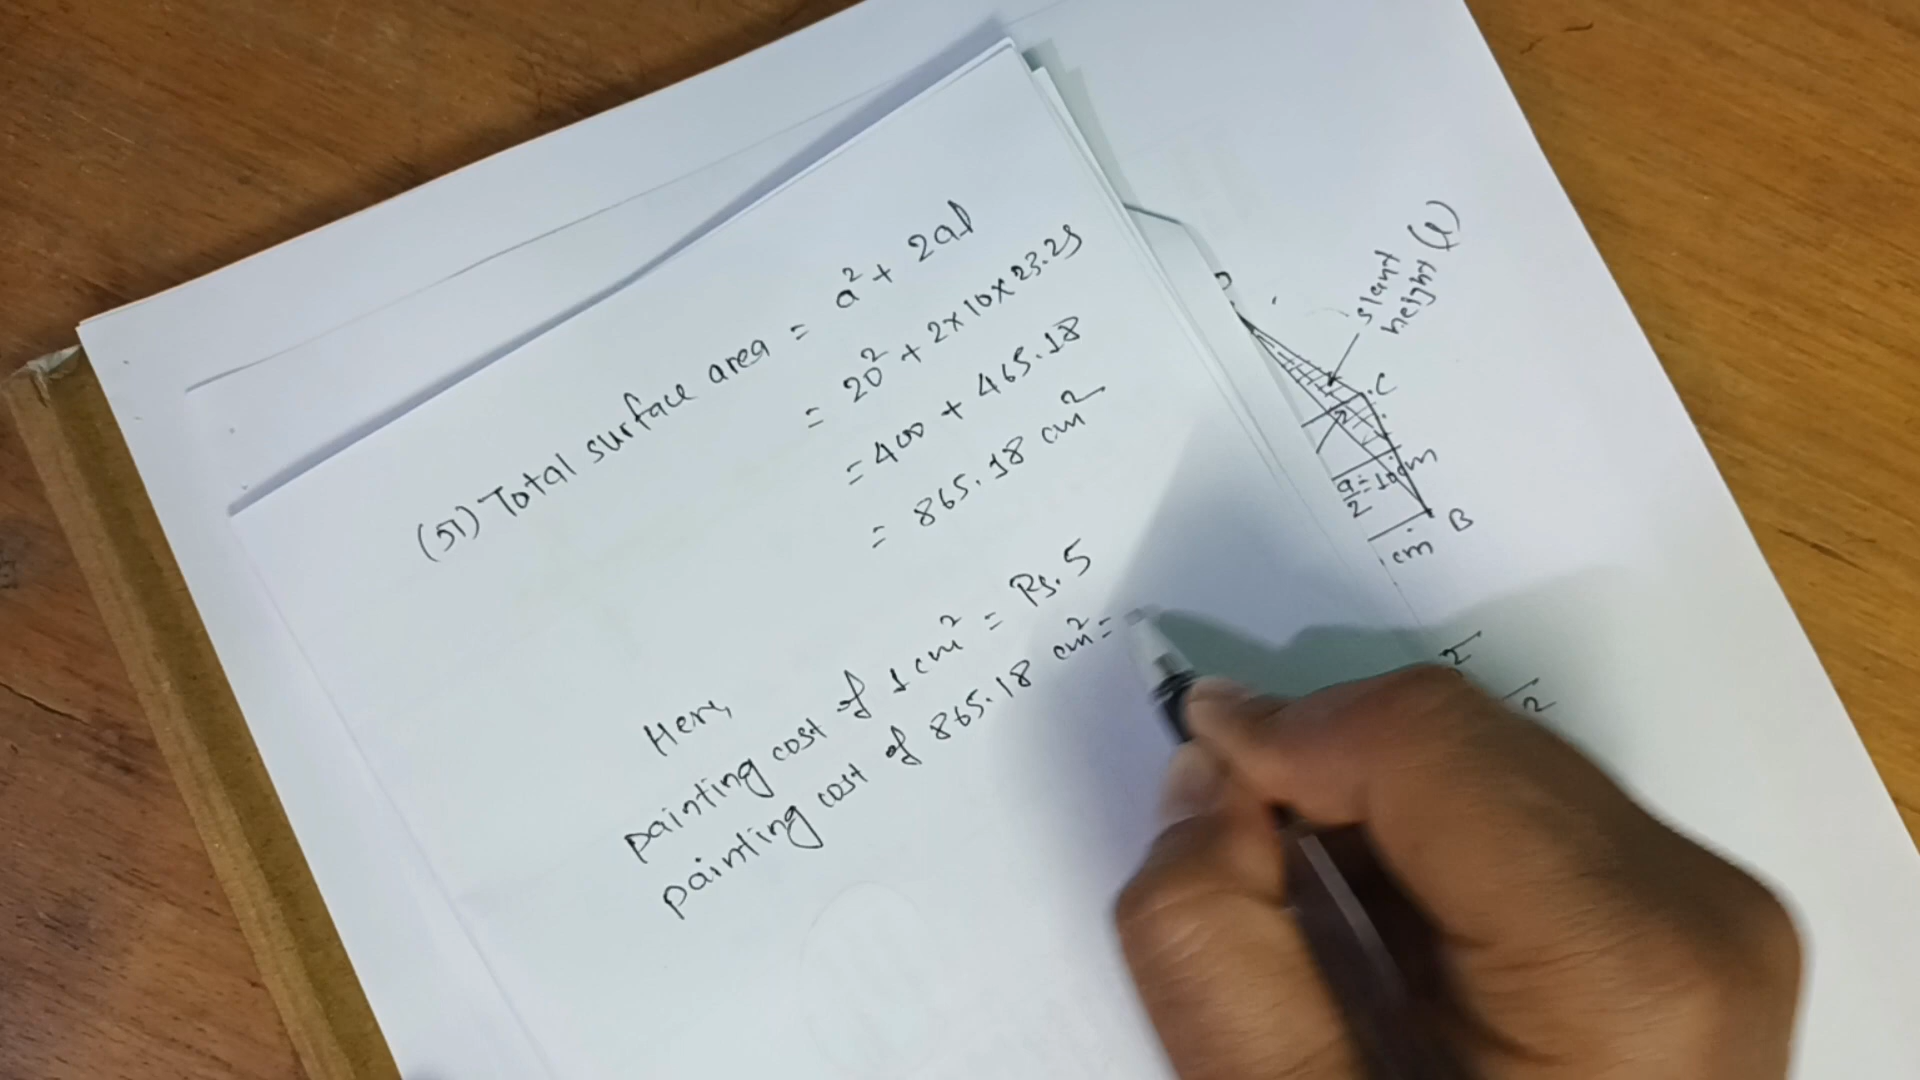 (आ) Total surface area = a² + 2al
= 20² + 2×10×23.25
= 400 + 465.18
= 865.18 cm²
Here,
painting cost of 1 cm² = Rs. 5
painting cost of 865.18 cm² =
slant
height (l)
C
a/2 = 10cm
B
cm